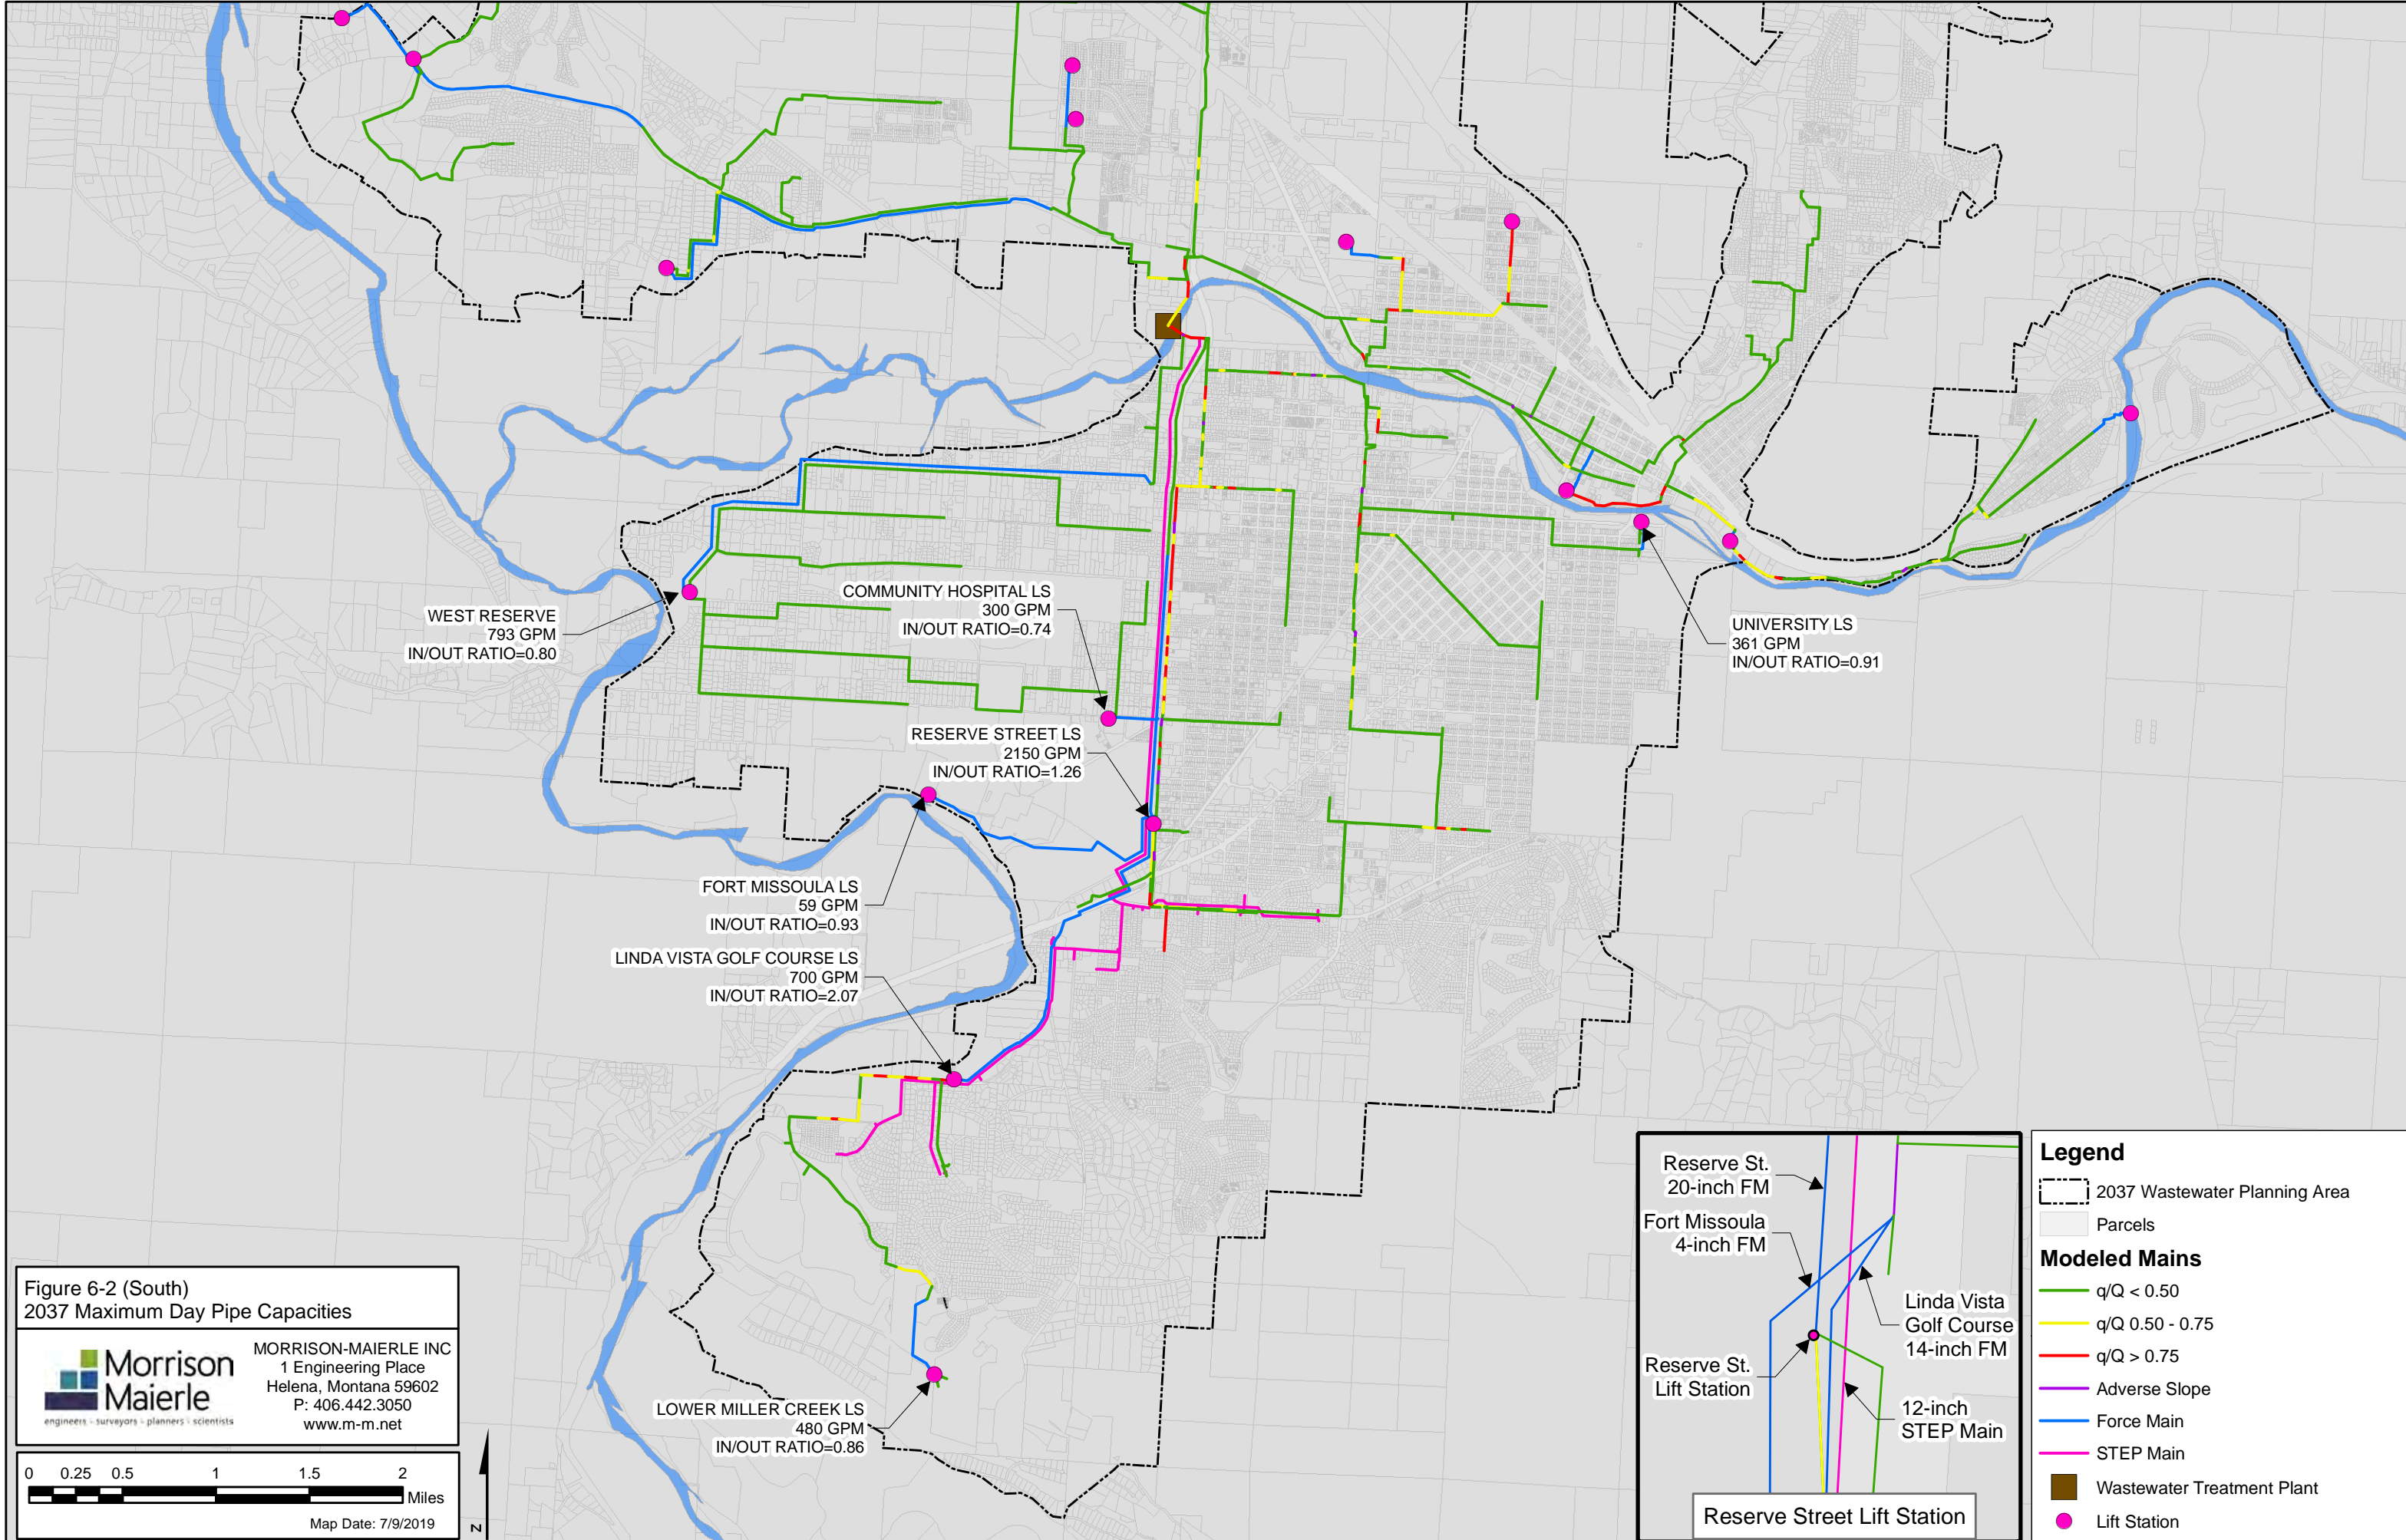 WEST RESERVE
793 GPM
IN/OUT RATIO=0.80
COMMUNITY HOSPITAL LS
300 GPM
IN/OUT RATIO=0.74
UNIVERSITY LS
361 GPM
IN/OUT RATIO=0.91
RESERVE STREET LS
2150 GPM
IN/OUT RATIO=1.26
FORT MISSOULA LS
59 GPM
IN/OUT RATIO=0.93
LINDA VISTA GOLF COURSE LS
700 GPM
IN/OUT RATIO=2.07
LOWER MILLER CREEK LS
480 GPM
IN/OUT RATIO=0.86
Figure 6-2 (South)
2037 Maximum Day Pipe Capacities
Morrison
Maierle
engineers - surveyors - planners - scientists
MORRISON-MAIERLE INC
1 Engineering Place
Helena, Montana 59602
P: 406.442.3050
www.m-m.net
0 0.25 0.5 1 1.5 2
Miles
Map Date: 7/9/2019
N
Reserve St.
20-inch FM
Fort Missoula
4-inch FM
Linda Vista
Golf Course
14-inch FM
Reserve St.
Lift Station
12-inch
STEP Main
Reserve Street Lift Station
Legend
2037 Wastewater Planning Area
Parcels
Modeled Mains
q/Q < 0.50
q/Q 0.50 - 0.75
q/Q > 0.75
Adverse Slope
Force Main
STEP Main
Wastewater Treatment Plant
Lift Station